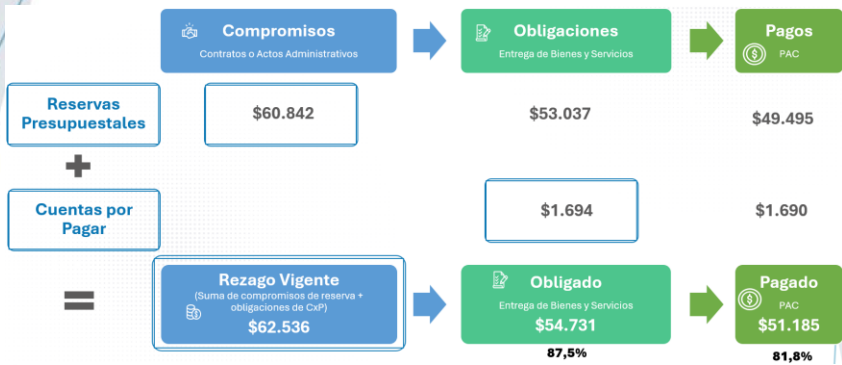 Compromisos
Contratos o Actos Administrativos
Obligaciones
Entrega de Bienes y Servicios
Pagos
PAC
Reservas
Presupuestales
$60.842
$53.037
$49.495
Cuentas por
Pagar
$1.694
$1.690
Rezago Vigente
(Suma de compromisos de reserva +
obligaciones de CxP)
$62.536
Obligado
Entrega de Bienes y Servicios
$54.731
87,5%
Pagado
PAC
$51.185
81,8%